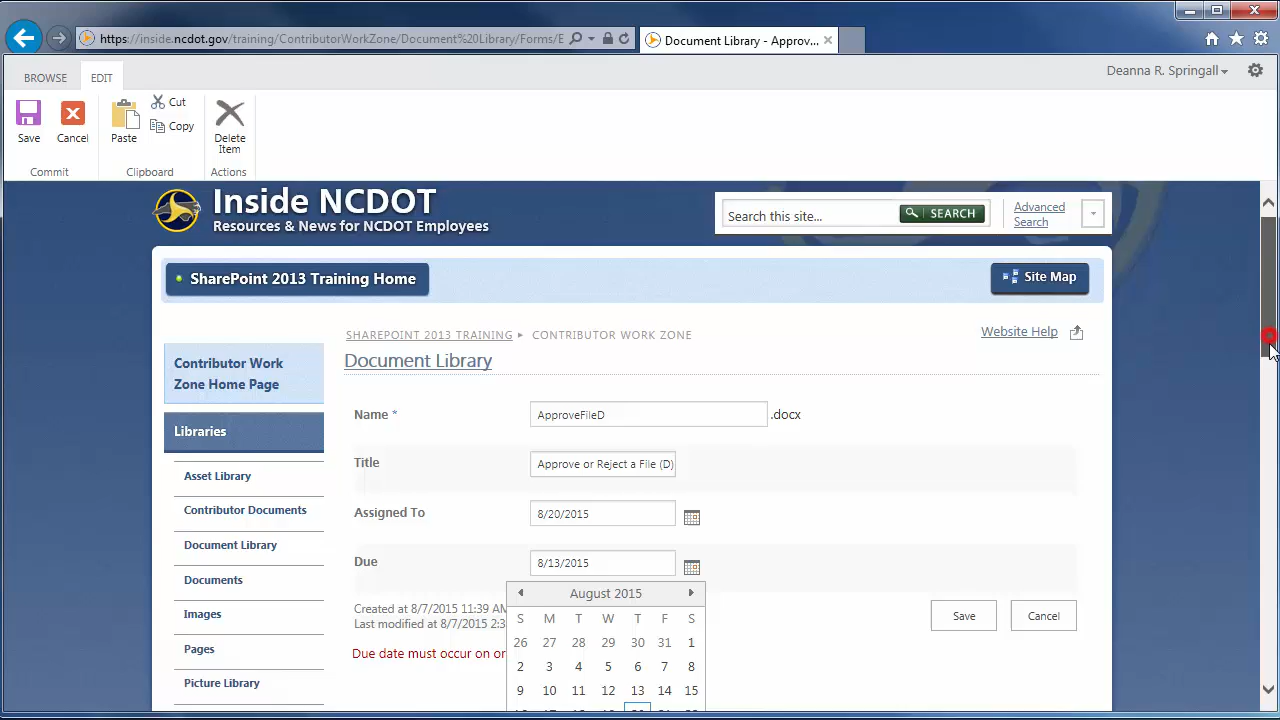 https://inside.ncdot.gov/training/ContributorWorkZone/Document%20Library/Forms/E
Document Library - Approv...
BROWSE EDIT
Deanna R. Springall
Save Cancel Paste Cut Copy Delete Item
Commit Clipboard Actions
Inside NCDOT
Resources & News for NCDOT Employees
Search this site...
SEARCH
Advanced Search
SharePoint 2013 Training Home
Site Map
SHAREPOINT 2013 TRAINING CONTRIBUTOR WORK ZONE
Website Help
Document Library
Contributor Work
Zone Home Page
Libraries
Asset Library
Contributor Documents
Document Library
Documents
Images
Pages
Picture Library
Name * ApproveFileD .docx
Title Approve or Reject a File (D)
Assigned To 8/20/2015
Due 8/13/2015
August 2015
S M T W T F S
26 27 28 29 30 31 1
2 3 4 5 6 7 8
9 10 11 12 13 14 15
Created at 8/7/2015 11:39 AM
Last modified at 8/7/2015 2:3
Due date must occur on or
Save Cancel